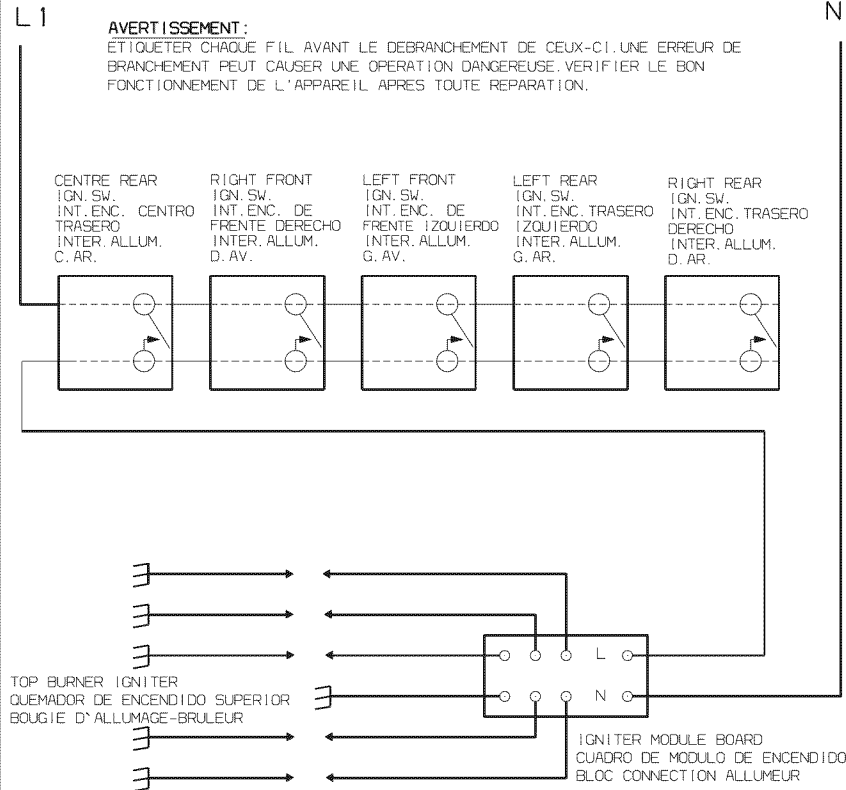 L1
N
AVERTISSEMENT:
ETIQUETER CHAQUE FIL AVANT LE DEBRANCHEMENT DE CEUX-CI.UNE ERREUR DE
BRANCHEMENT PEUT CAUSER UNE OPERATION DANGEREUSE.VERIFIER LE BON
FONCTIONNEMENT DE L'APPAREIL APRES TOUTE REPARATION.
CENTRE REAR
IGN.SW.
INT.ENC. CENTRO
TRASERO
INTER.ALLUM.
C.AR.
RIGHT FRONT
IGN.SW.
INT.ENC. DE
FRENTE DERECHO
INTER.ALLUM.
D.AV.
LEFT FRONT
IGN.SW.
INT.ENC. DE
FRENTE IZQUIERDO
INTER.ALLUM.
G.AV.
LEFT REAR
IGN.SW.
INT.ENC.TRASERO
IZQUIERDO
INTER.ALLUM.
G.AR.
RIGHT REAR
IGN.SW.
INT.ENC.TRASERO
DERECHO
INTER.ALLUM.
D.AR.
L
N
TOP BURNER IGNITER
QUEMADOR DE ENCENDIDO SUPERIOR
BOUGIE D`ALLUMAGE-BRULEUR
IGNITER MODULE BOARD
CUADRO DE MODULO DE ENCENDIDO
BLOC CONNECTION ALLUMEUR